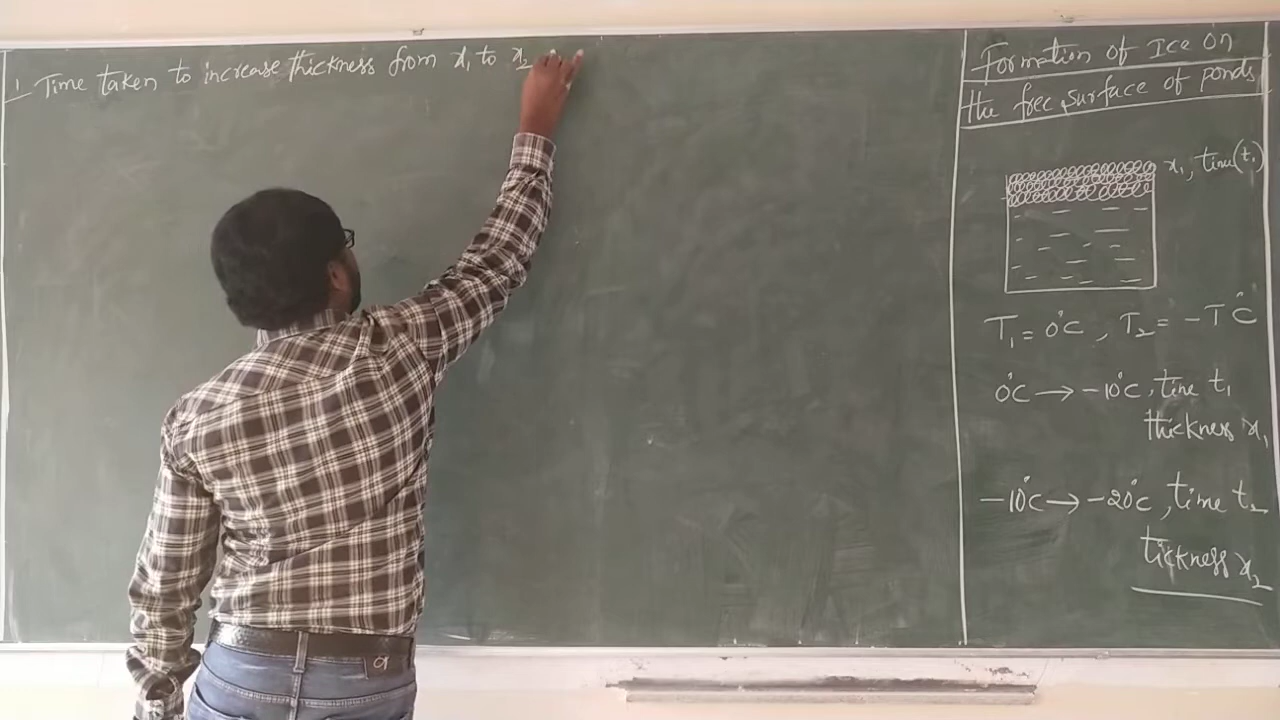 1 Time taken to increase thickness from x₁ to x₂
Formation of Ice on
the free surface of ponds
x₁, time(t₁)
T₁ = 0°C, T₂ = -T°C
0°C → -10°C, time t₁
thickness x₁
-10°C → -20°C, time t₂
tickness x₂